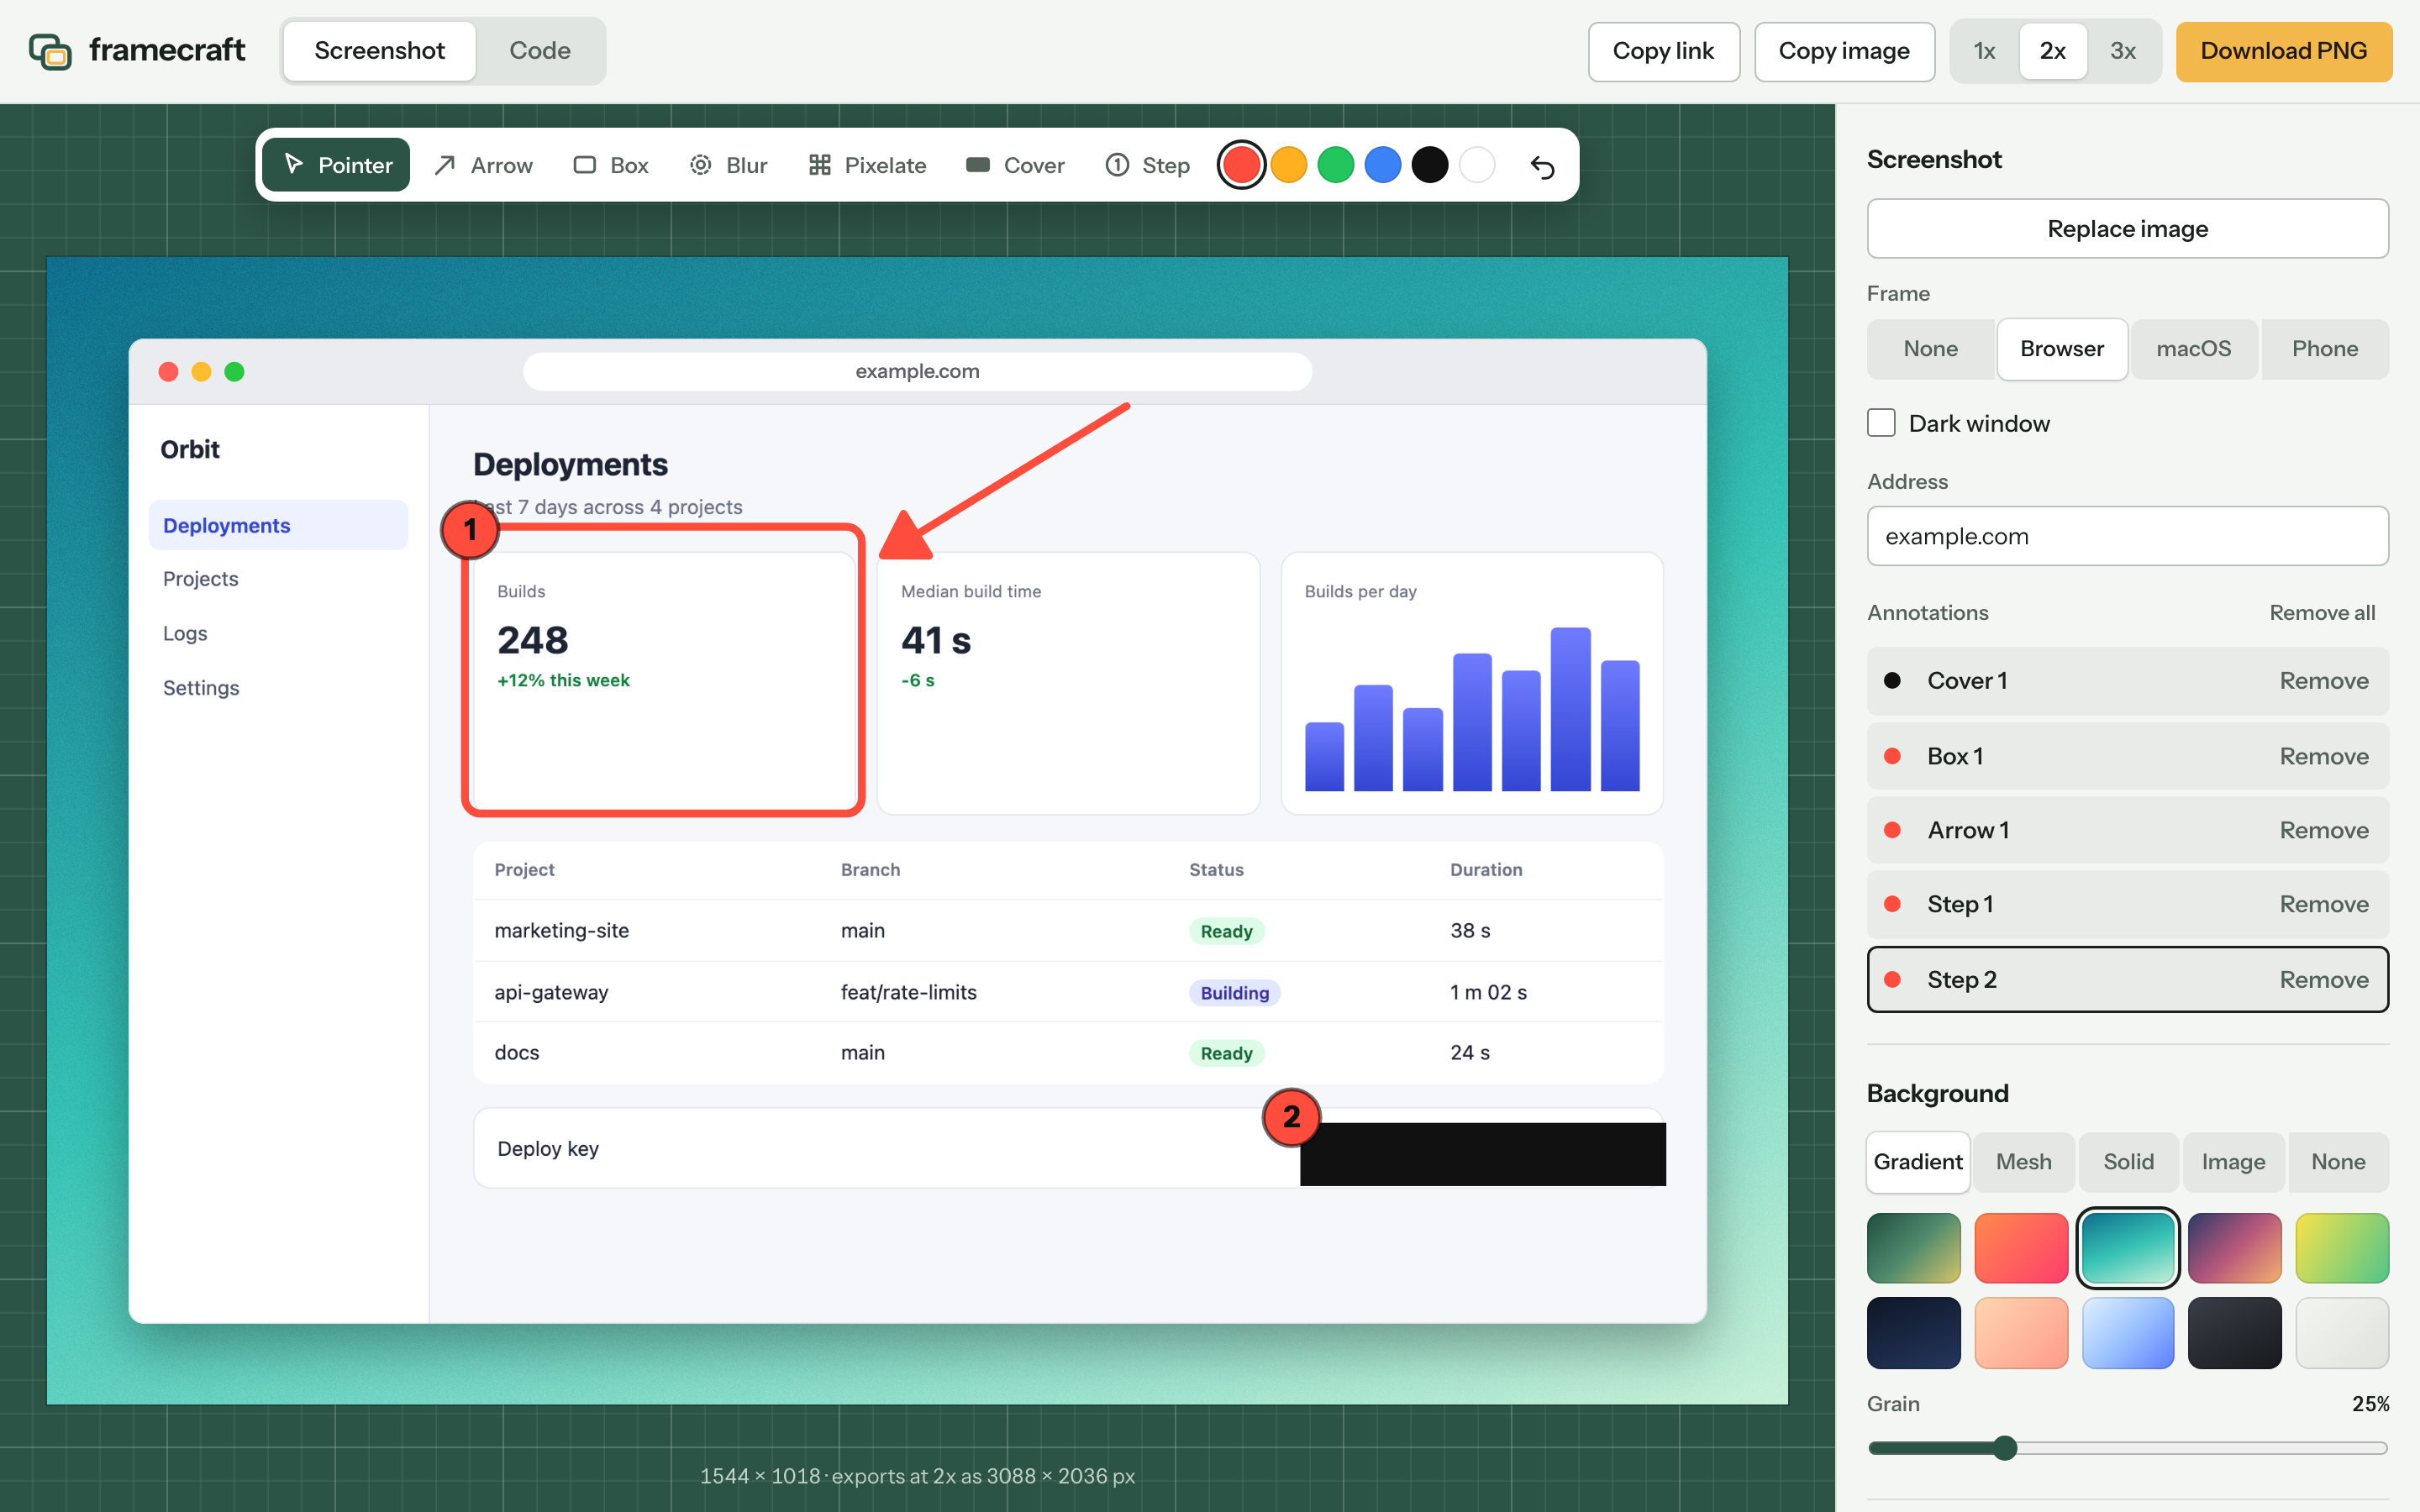 framecraft
Screenshot
Code
Copy link
Copy image
1x
2x
3x
Download PNG
Pointer
Arrow
Box
Blur
Pixelate
Cover
1
Step
example.com
Orbit
Deployments
Projects
Logs
Settings
Deployments
7 days across 4 projects
1
Builds
248
+12% this week
Median build time
41 s
-6 s
Builds per day
Project
Branch
Status
Duration
marketing-site
main
Ready
38 s
api-gateway
feat/rate-limits
Building
1 m 02 s
docs
main
Ready
24 s
2
Deploy key
1544 × 1018 · exports at 2x as 3088 × 2036 px
Screenshot
Replace image
Frame
None
Browser
macOS
Phone
Dark window
Address
example.com
Annotations
Remove all
Cover 1
Remove
Box 1
Remove
Arrow 1
Remove
Step 1
Remove
Step 2
Remove
Background
Gradient
Mesh
Solid
Image
None
Grain
25%